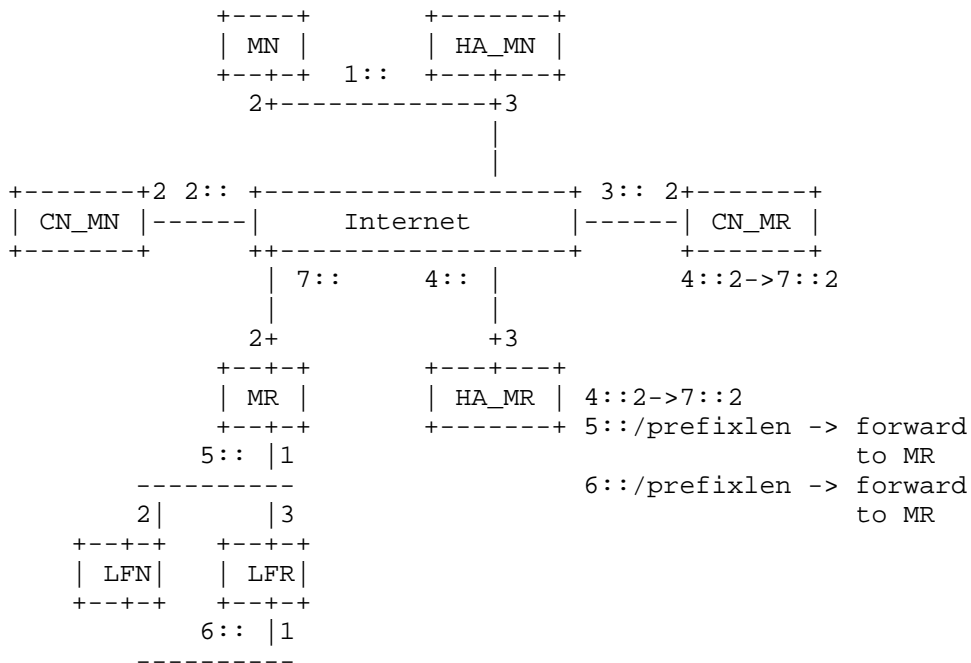 +----+       +-------+
| MN |       | HA_MN |
+--+-+  1::  +---+---+
2+-------------+3
|
|
+-------+2 2:: +-------------------+ 3:: 2+-------+
| CN_MN |------|     Internet      |------| CN_MR |
+-------+      ++------------------+      +-------+
| 7::     4:: |           4::2->7::2
|             |
2+             +3
+--+-+       +---+---+
| MR |       | HA_MR | 4::2->7::2
+--+-+       +-------+ 5::/prefixlen -> forward
5:: |1                                     to MR
----------                   6::/prefixlen -> forward
2|      |3                                     to MR
+--+-+   +--+-+
| LFN|   | LFR|
+--+-+   +--+-+
6:: |1
----------